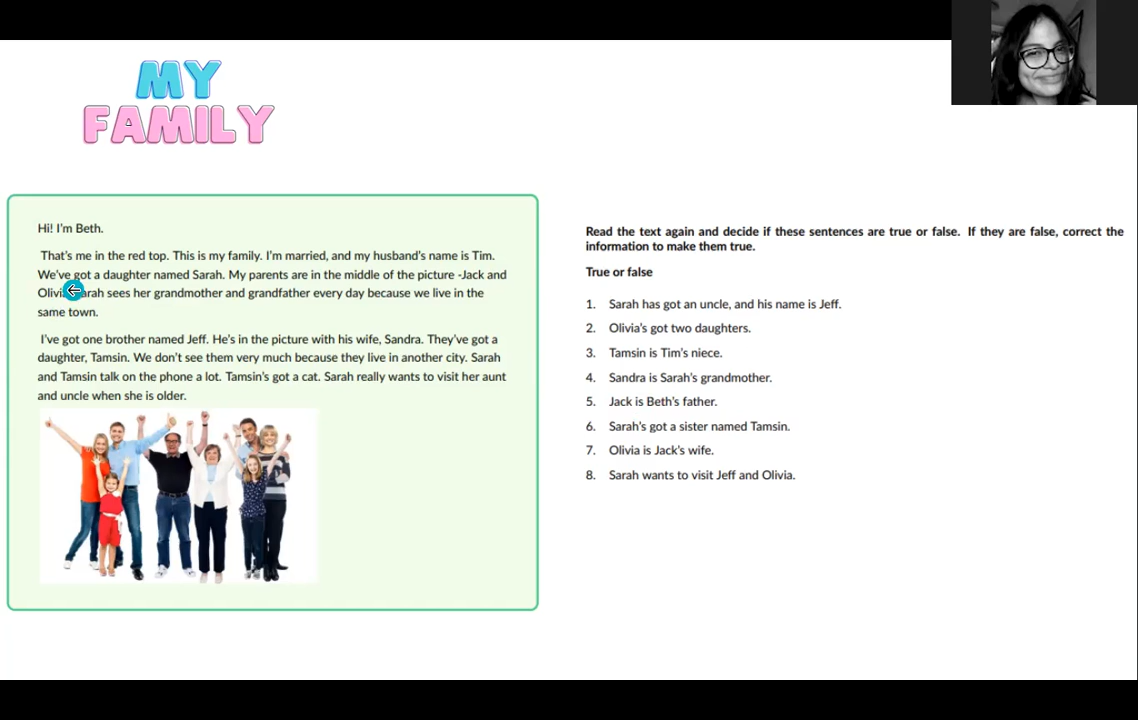 MY
FAMILY
Hi! I'm Beth.
That's me in the red top. This is my family. I'm married, and my husband's name is Tim.
We've got a daughter named Sarah. My parents are in the middle of the picture -Jack and
sees her grandmother and grandfather every day because we live in the
same town.
I've got one brother named Jeff. He's in the picture with his wife, Sandra. They've got a
daughter, Tamsin. We don't see them very much because they live in another city. Sarah
and Tamsin talk on the phone a lot. Tamsin's got a cat. Sarah really wants to visit her aunt
and uncle when she is older.
Read the text again and decide if these sentences are true or false. If they are false, correct the
information to make them true.
True or false
1. Sarah has got an uncle, and his name is Jeff.
2. Olivia's got two daughters.
3. Tamsin is Tim's niece.
4. Sandra is Sarah's grandmother.
5. Jack is Beth's father.
6. Sarah's got a sister named Tamsin.
7. Olivia is Jack's wife.
8. Sarah wants to visit Jeff and Olivia.